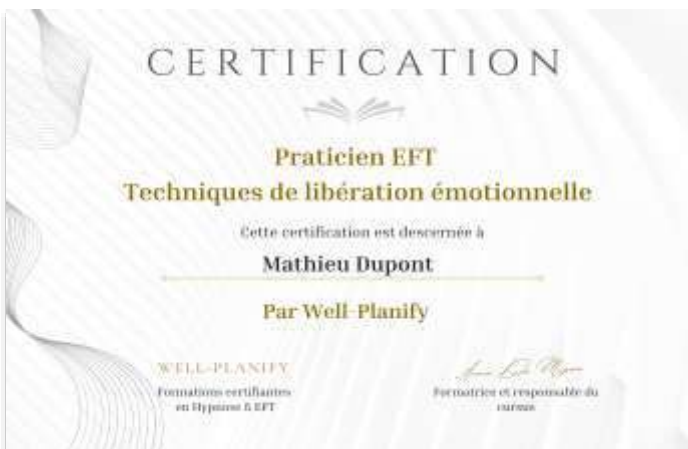 CERTIFICATION
Praticien EFT
Techniques de libération émotionnelle
Cette certification est descernée à
Mathieu Dupont
Par Well-Planify
WELL-PLANIFY
Formations certifiantes
en Hypnose & EFT
Formatrice et responsable du
cursus